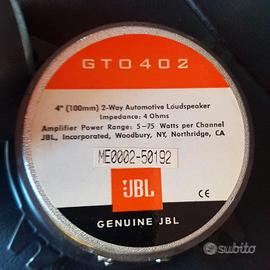 GTO402
4" (100mm) 2-Way Automotive Loudspeaker
Impedance: 4 Ohms
Amplifier Power Range: 5-75 Watts per Channel
JBL, Incorporated, Woodbury, NY, Northridge, CA
ME0002-50192
JBL
CE
GENUINE JBL
subito